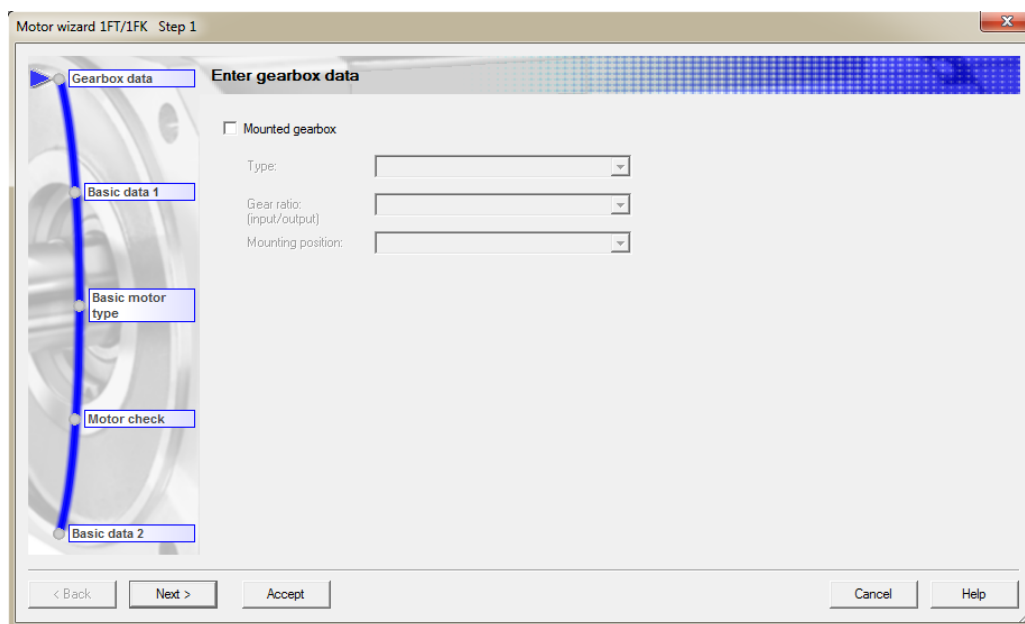 Motor wizard 1FT/1FK   Step 1
Gearbox data
Enter gearbox data
Mounted gearbox
Type:
Basic data 1
Gear ratio:
(input/output)
Mounting position:
Basic motor
type
Motor check
Basic data 2
< Back
Next >
Accept
Cancel
Help